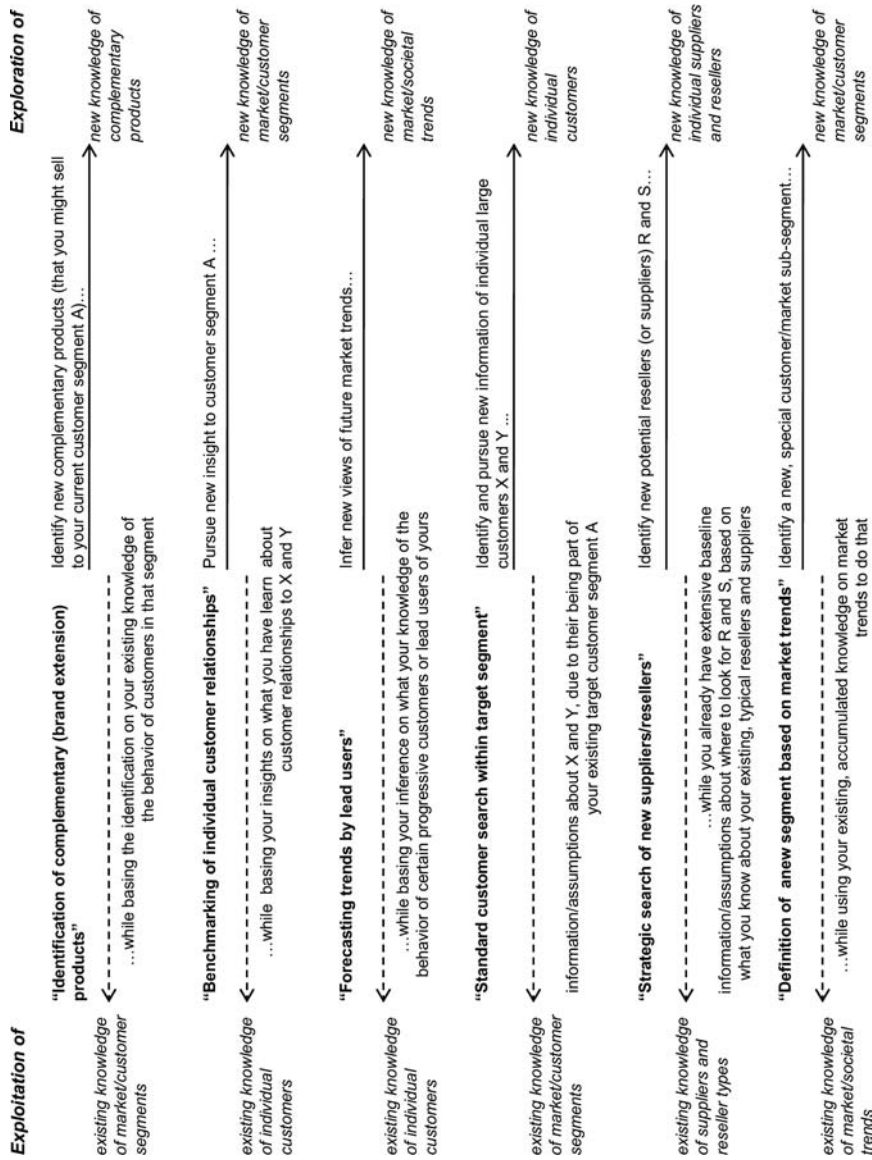 Exploitation of
Exploration of
“Identification of complementary (brand extension)
products”
Identify new complementary products (that you might sell
to your current customer segment A)…
existing knowledge
of market/customer
segments
…while basing the identification on your existing knowledge of
the behavior of customers in that segment
new knowledge of
complementary
products
“Benchmarking of individual customer relationships”
Pursue new insight to customer segment A …
existing knowledge
of individual
customers
…while basing your insights on what you have learn about
customer relationships to X and Y
new knowledge of
market/customer
segments
“Forecasting trends by lead users”
Infer new views of future market trends…
existing knowledge
of individual
customers
…while basing your inference on what your knowledge of the
behavior of certain progressive customers or lead users of yours
new knowledge of
market/societal
trends
“Standard customer search within target segment”
Identify and pursue new information of individual large
customers X and Y …
existing knowledge
of market/customer
segments
information/assumptions about X and Y, due to their being part of
your existing target customer segment A
new knowledge of
individual
customers
“Strategic search of new suppliers/resellers”
Identify new potential resellers (or suppliers) R and S…
existing knowledge
of suppliers and
reseller types
…while you already have extensive baseline
information/assumptions about where to look for R and S, based on
what you know about your existing, typical resellers and suppliers
new knowledge of
individual suppliers
and resellers
“Definition of anew segment based on market trends”
Identify a new, special customer/market sub-segment…
existing knowledge
of market/societal
trends
…while using your existing, accumulated knowledge on market
trends to do that
new knowledge of
market/customer
segments